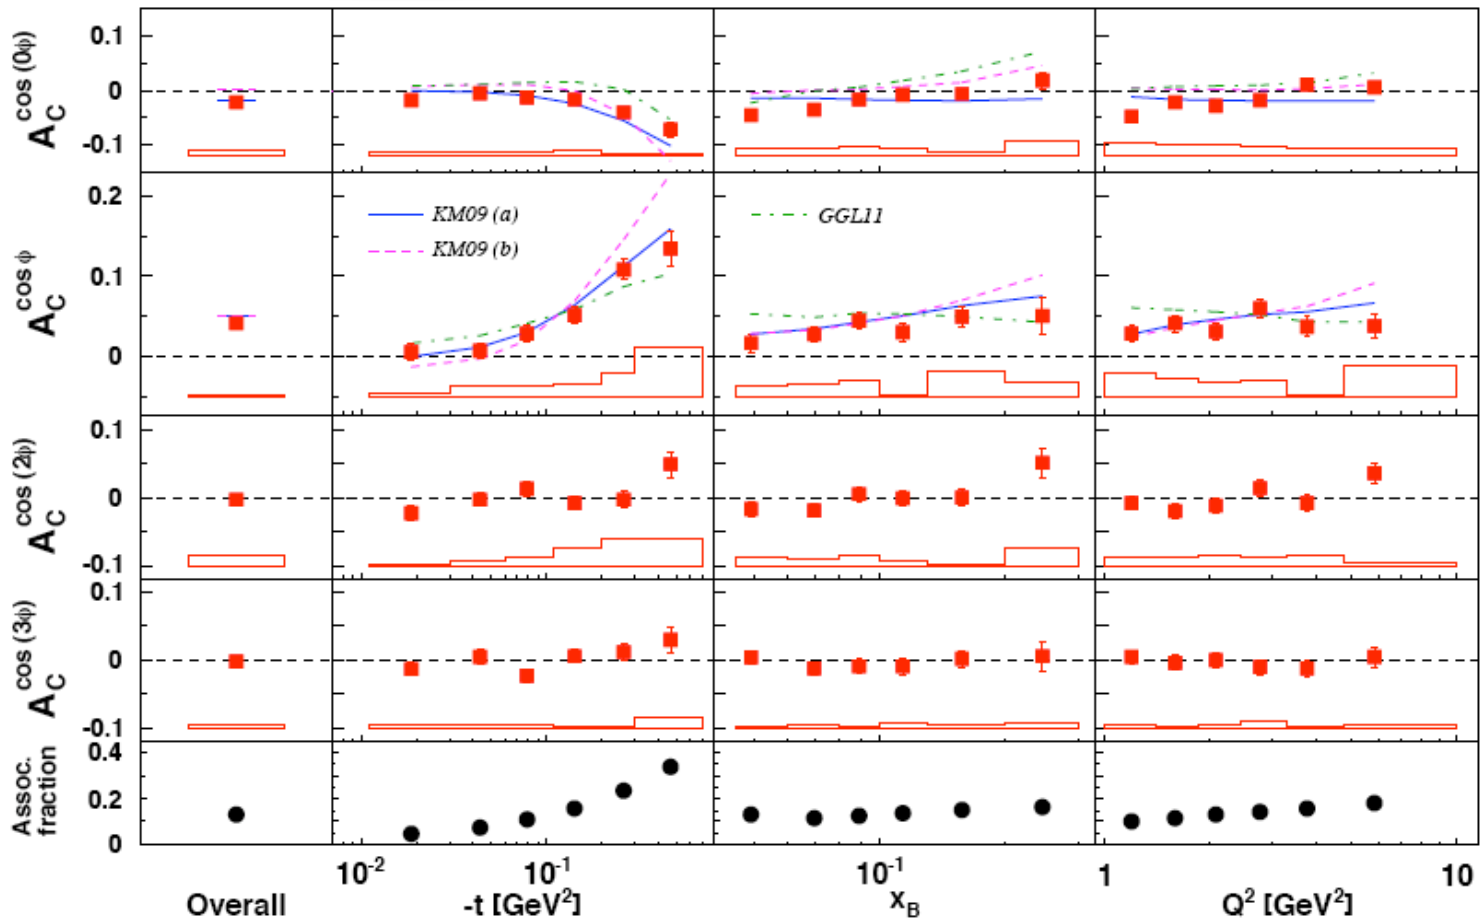 A_C^cos (0φ)
0.1
0
-0.1
A_C^cos φ
0.2
0.1
0
KM09 (a)
KM09 (b)
GGL11
A_C^cos (2φ)
0.1
0
-0.1
A_C^cos (3φ)
0.1
0
-0.1
Assoc. fraction
0.4
0.2
0
10^-2
10^-1
10^-1
1
10
Overall
-t [GeV^2]
x_B
Q^2 [GeV^2]